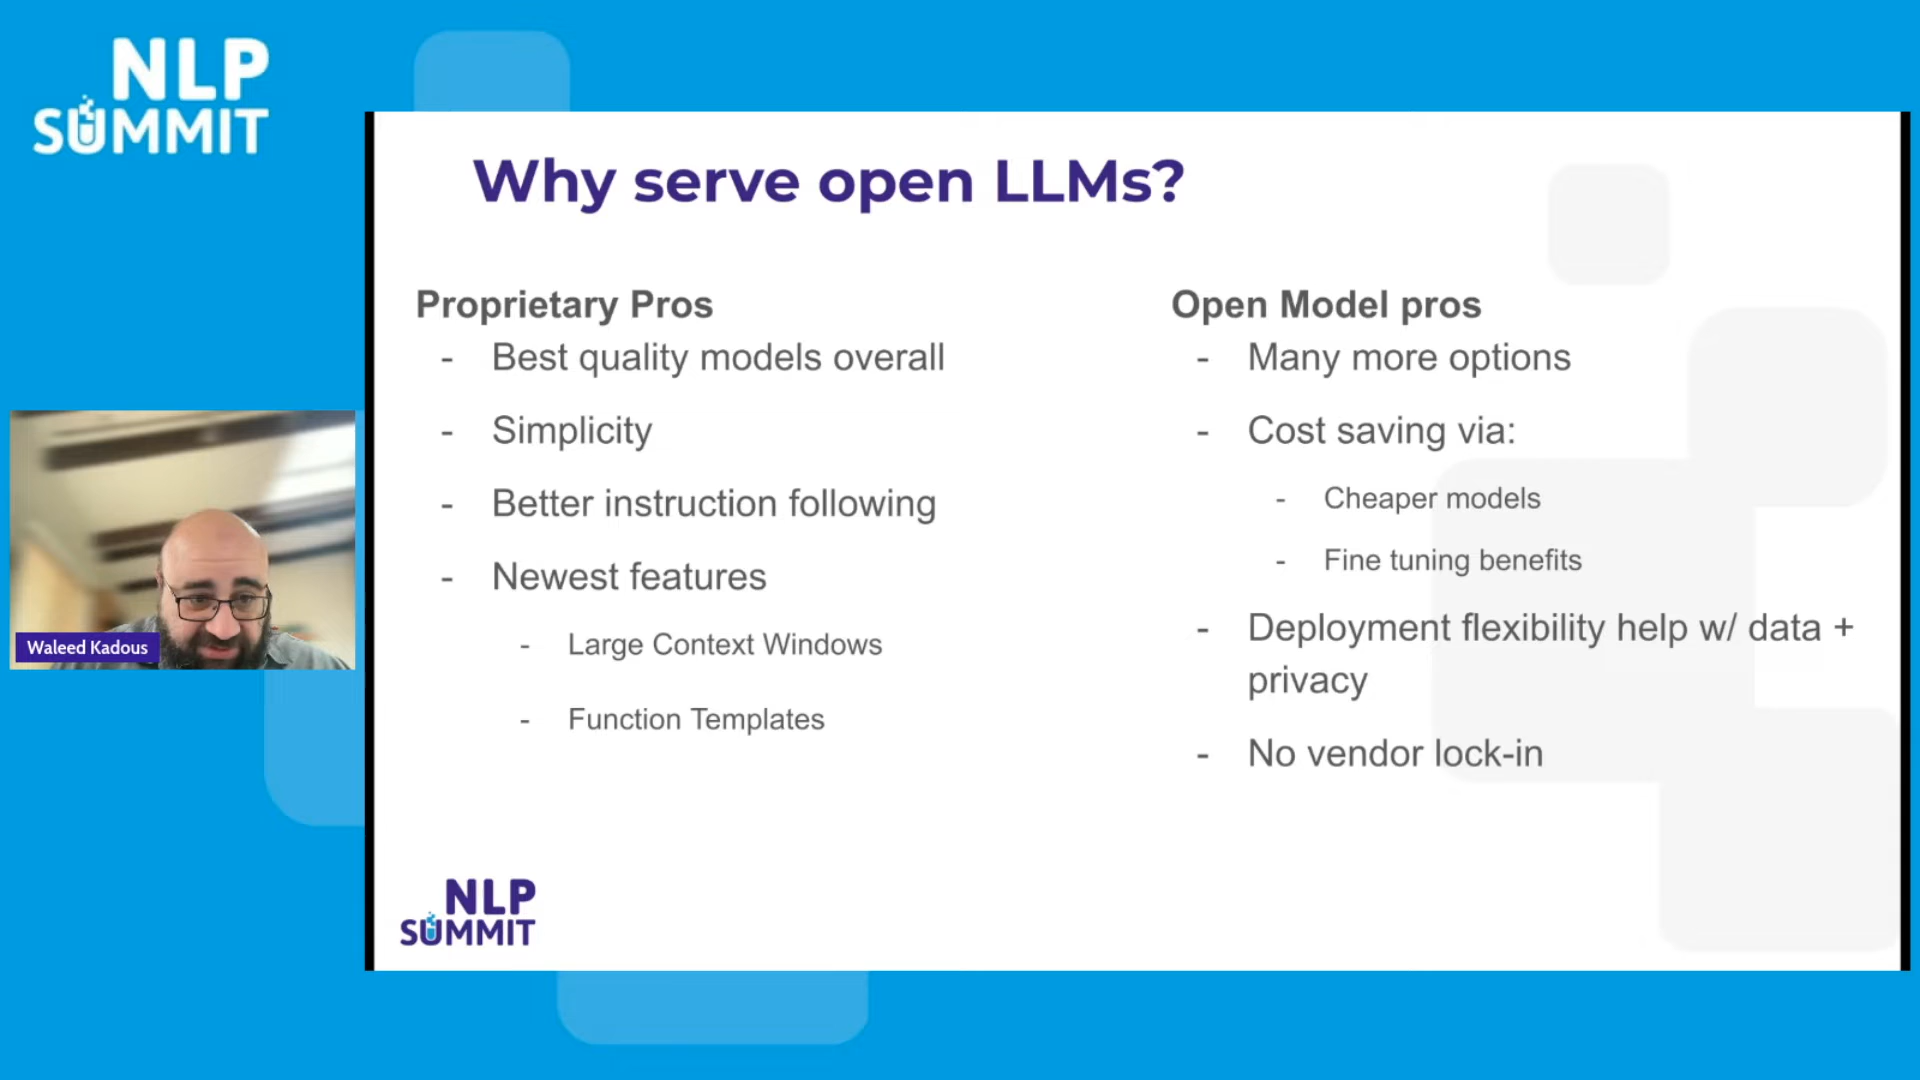 NLP
SUMMIT
Why serve open LLMs?
Proprietary Pros
- Best quality models overall
- Simplicity
- Better instruction following
- Newest features
- Large Context Windows
- Function Templates
Open Model pros
- Many more options
- Cost saving via:
- Cheaper models
- Fine tuning benefits
- Deployment flexibility help w/ data +
privacy
- No vendor lock-in
Waleed Kadous
NLP
SUMMIT